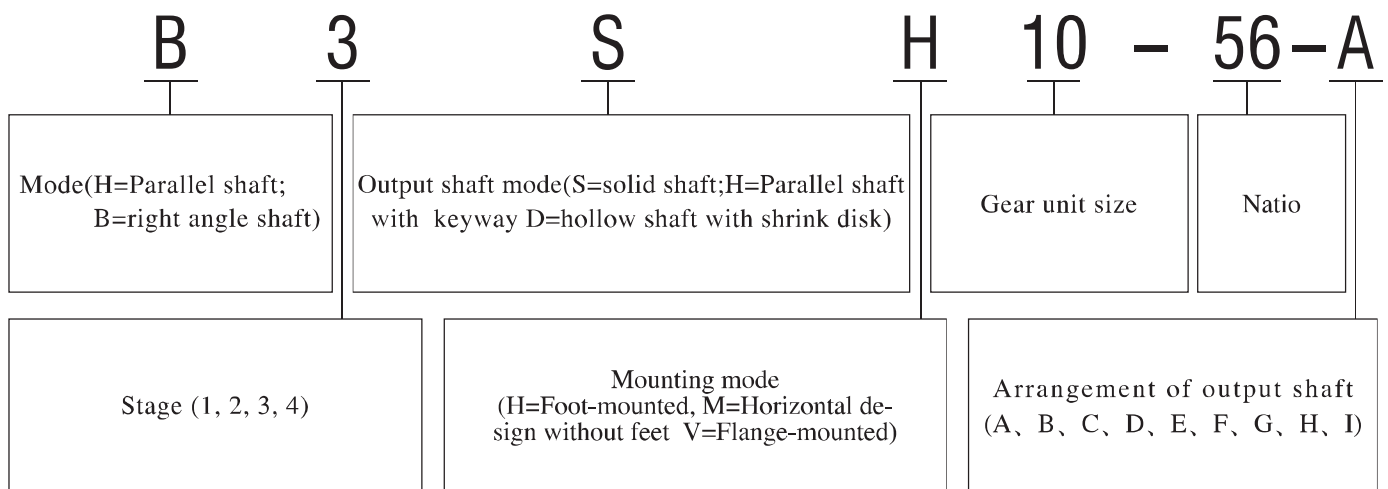 B 3 S H 10 - 56 - A
Mode(H=Parallel shaft;
B=right angle shaft)
Output shaft mode(S=solid shaft;H=Parallel shaft
with keyway D=hollow shaft with shrink disk)
Gear unit size
Natio
Stage (1, 2, 3, 4)
Mounting mode
(H=Foot-mounted, M=Horizontal de-
sign without feet V=Flange-mounted)
Arrangement of output shaft
(A、B、C、D、E、F、G、H、I)